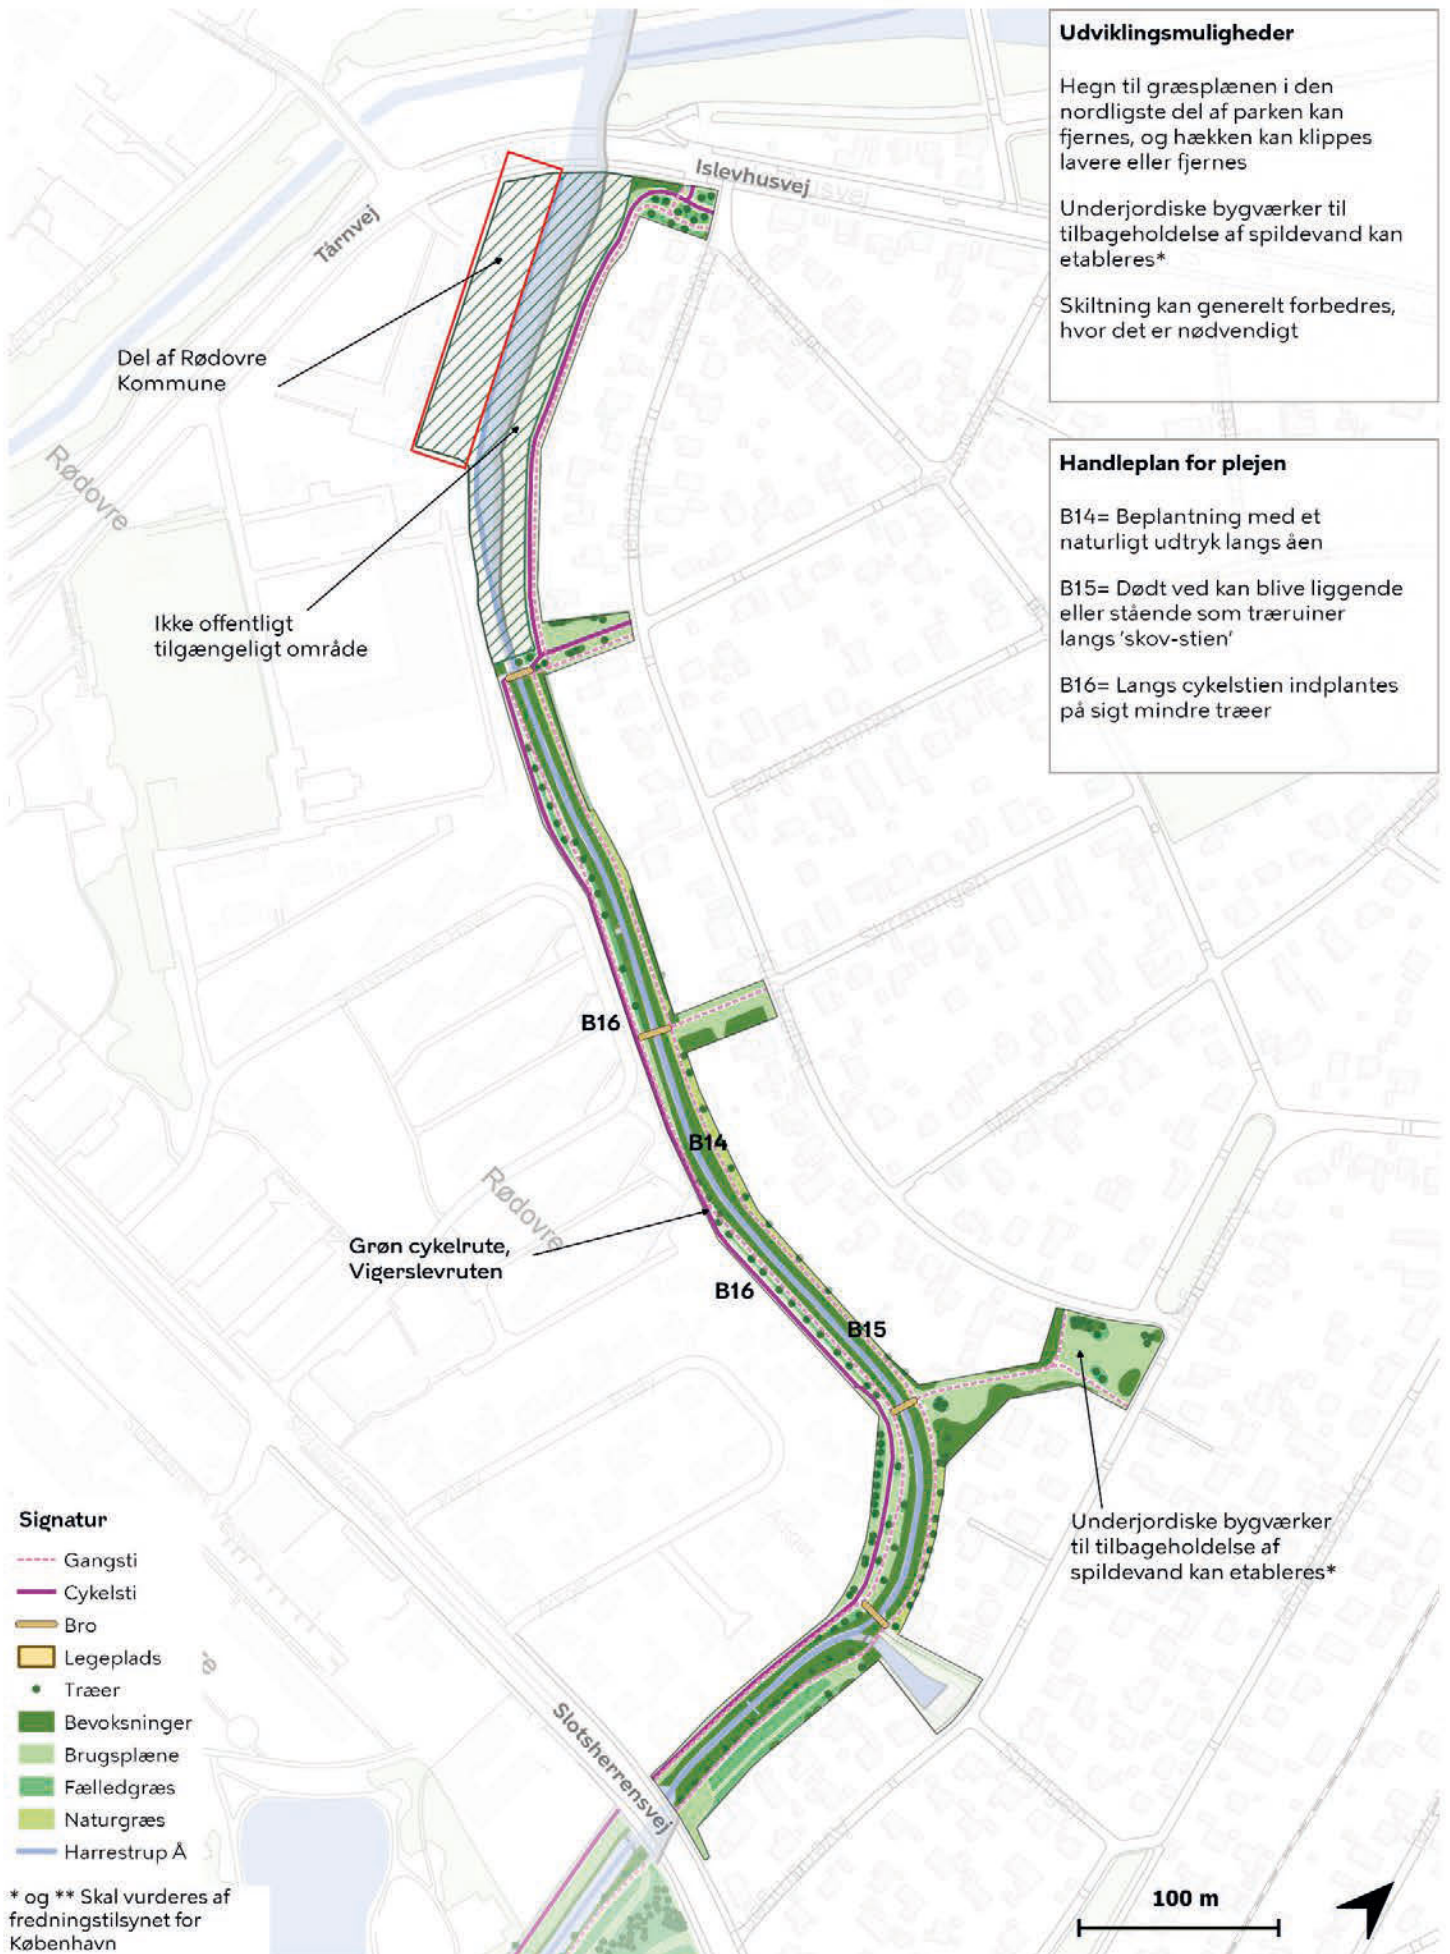 Udviklingsmuligheder
Hegn til græsplænen i den
nordligste del af parken kan
fjernes, og hækken kan klippes
lavere eller fjernes
Underjordiske bygværker til
tilbageholdelse af spildevand kan
etableres*
Skiltning kan generelt forbedres,
hvor det er nødvendigt
Handleplan for plejen
B14= Beplantning med et
naturligt udtryk langs åen
B15= Dødt ved kan blive liggende
eller stående som træruiner
langs 'skov-stien'
B16= Langs cykelstien indplantes
på sigt mindre træer
Islevhusvej
Tårnvej
Del af Rødovre
Kommune
Rødovre
Ikke offentligt
tilgængeligt område
Skræntningen
B16
B14
Rødovre
Grøn cykelrute,
Vigerslevruten
B16
B15
Underjordiske bygværker
til tilbageholdelse af
spildevand kan etableres*
Slotsherrensvej
Signatur
Gangsti
Cykelsti
Bro
Legeplads
Træer
Bevoksninger
Brugsplæne
Fælledgræs
Naturgræs
Harrestrup Å
* og ** Skal vurderes af
fredningstilsynet for
København
100 m